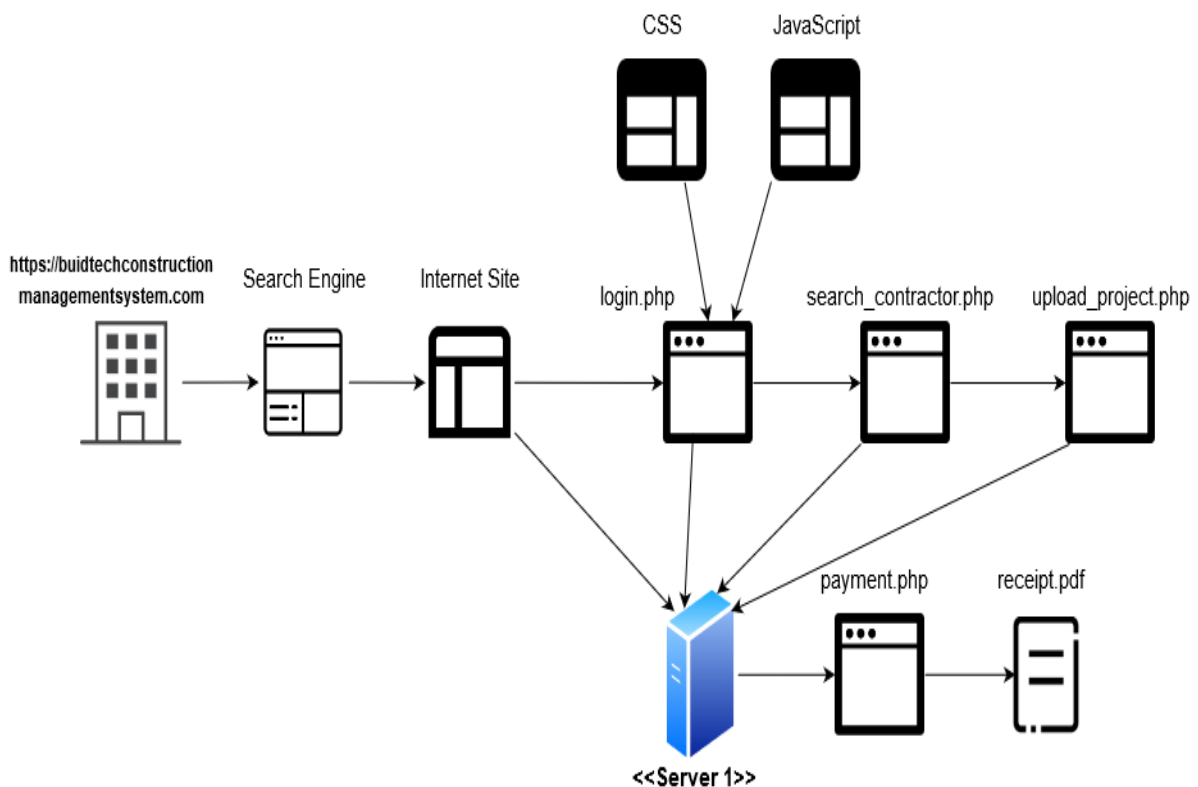 CSS
JavaScript
https://buidtechconstruction
managementsystem.com
Search Engine
Internet Site
login.php
search_contractor.php
upload_project.php
payment.php
receipt.pdf
<<Server 1>>